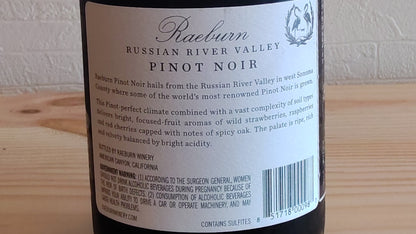 Raeburn
RUSSIAN RIVER VALLEY
PINOT NOIR
Raeburn Pinot Noir hails from the Russian River Valley in west Sonoma
County where some of the world's most renowned Pinot Noir is grown.
This Pinot-perfect climate combined with a vast complexity of soil types
delivers bright, focused-fruit aromas of wild strawberries, raspberries
and red cherries capped with notes of spicy oak. The palate is ripe, rich
and velvety balanced by bright acidity.
BOTTLED BY RAEBURN WINERY
AMERICAN CANYON, CALIFORNIA
GOVERNMENT WARNING: (1) ACCORDING TO THE SURGEON GENERAL, WOMEN
SHOULD NOT DRINK ALCOHOLIC BEVERAGES DURING PREGNANCY BECAUSE OF
THE RISK OF BIRTH DEFECTS. (2) CONSUMPTION OF ALCOHOLIC BEVERAGES IMPAIRS
YOUR ABILITY TO DRIVE A CAR OR OPERATE MACHINERY, AND MAY
CAUSE HEALTH PROBLEMS.
CONTAINS SULFITES